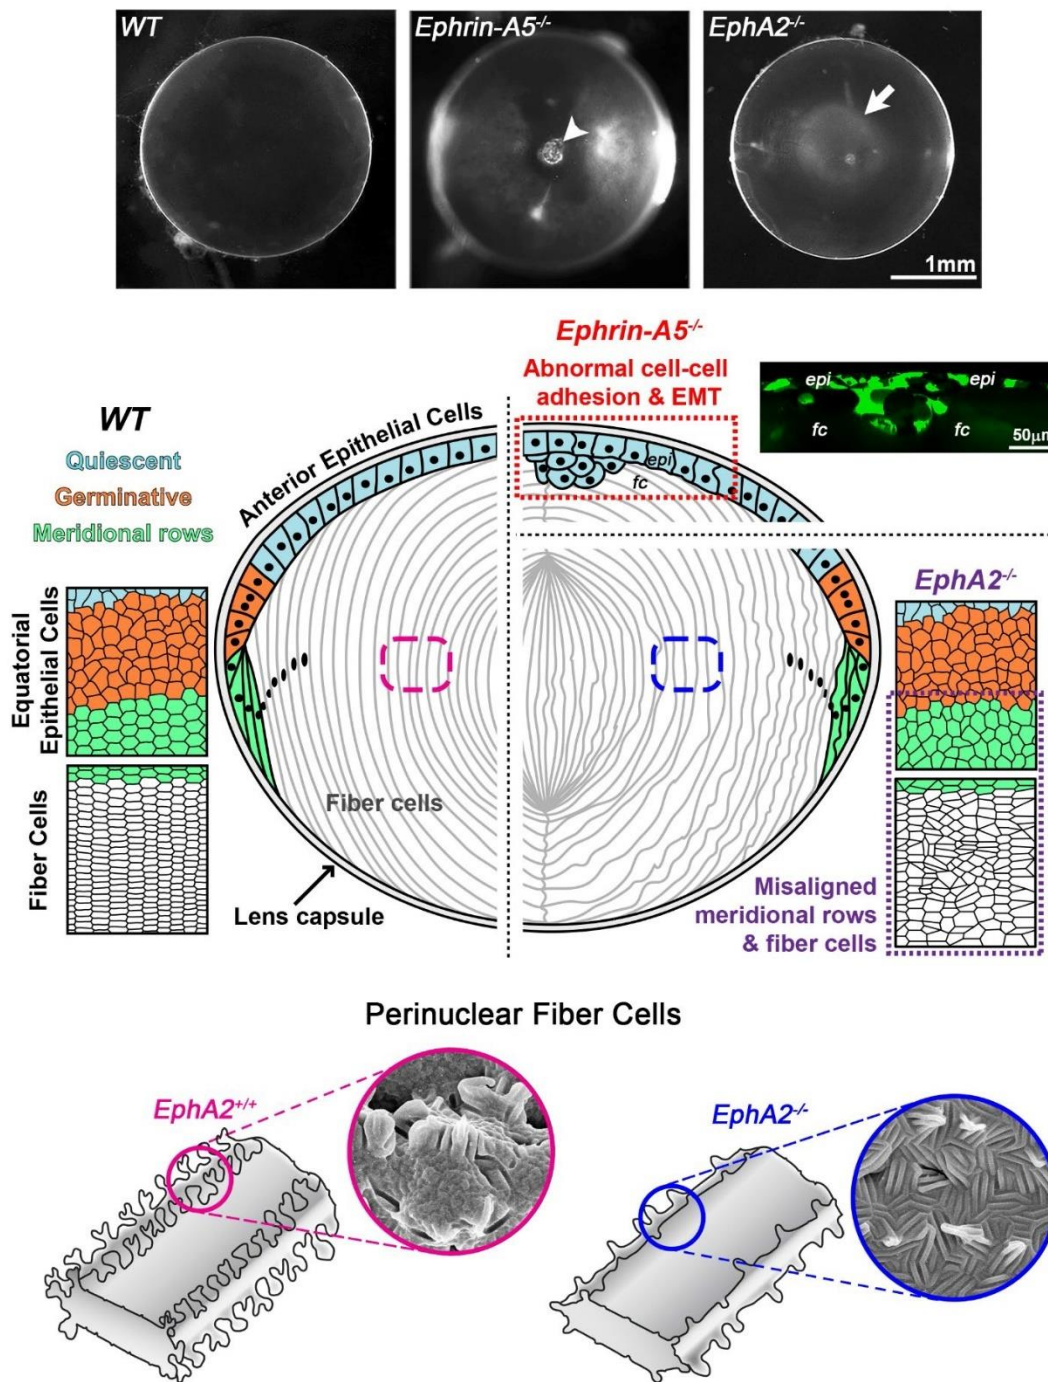 WT
Ephrin-A5-/-
EphA2-/-
1mm
Ephrin-A5-/-
Abnormal cell-cell
adhesion & EMT
epi
epi
fc
fc
50μm
WT
Quiescent
Germinative
Meridional rows
Anterior Epithelial Cells
epi
fc
EphA2-/-
Equatorial
Epithelial Cells
Fiber Cells
Fiber cells
Lens capsule
Misaligned
meridional rows
& fiber cells
Perinuclear Fiber Cells
EphA2+/+
EphA2-/-